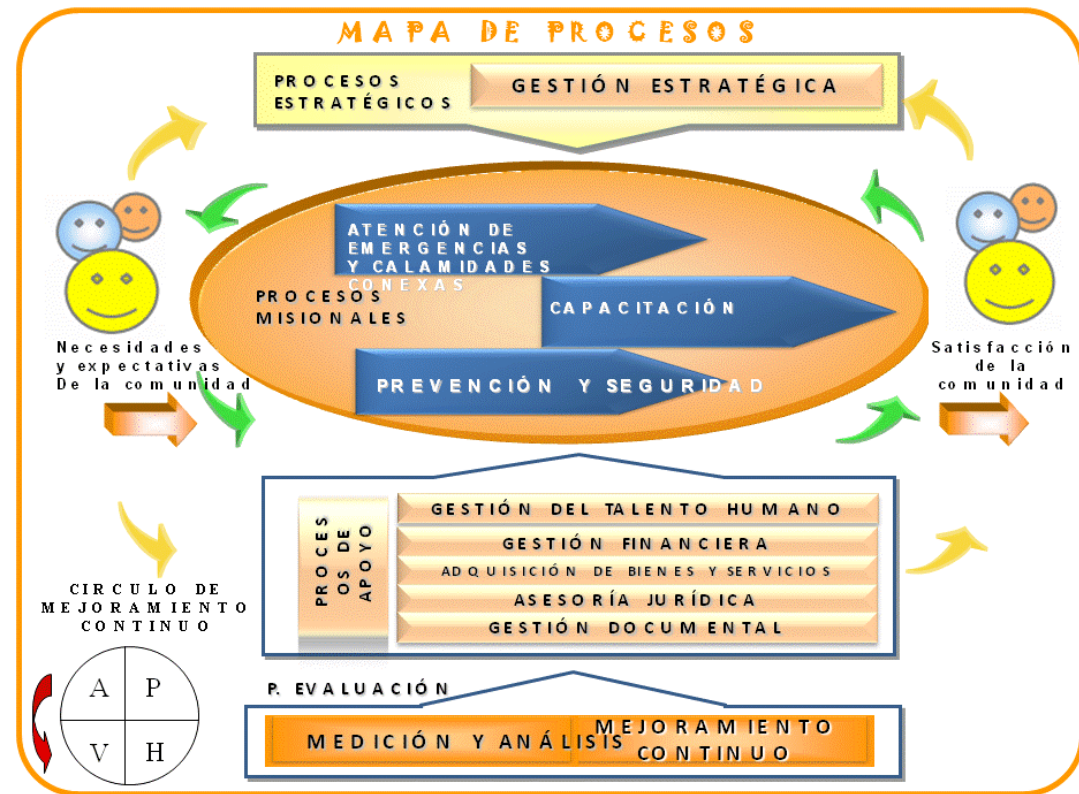 MAPA DE PROCESOS
PROCESOS
ESTRATÉGICOS
GESTIÓN ESTRATÉGICA
ATENCIÓN DE
EMERGENCIAS
Y CALAMIDADES
CONEXAS
PROCESOS
MISIONALES
CAPACITACIÓN
PREVENCIÓN Y SEGURIDAD
Necesidades
y expectativas
De la comunidad
Satisfacción
de la
comunidad
PROCES
OS DE
APOYO
GESTIÓN DEL TALENTO HUMANO
GESTIÓN FINANCIERA
ADQUISICIÓN DE BIENES Y SERVICIOS
ASESORÍA JURÍDICA
GESTIÓN DOCUMENTAL
CIRCULO DE
MEJORAMIENTO
CONTINUO
A P
V H
P. EVALUACIÓN
MEDICIÓN Y ANÁLISIS
MEJORAMIENTO
CONTINUO